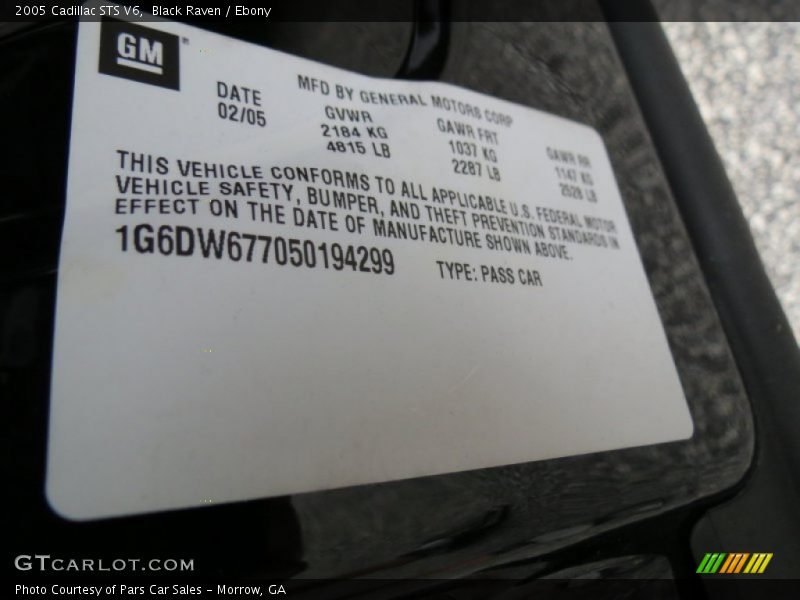 2005 Cadillac STS V6, Black Raven / Ebony
GM
MFD BY GENERAL MOTORS CORP
DATE GVWR GAWR FRT GAWR RR
02/05 2184 KG 1037 KG 1147 KG
4815 LB 2287 LB 2528 LB
THIS VEHICLE CONFORMS TO ALL APPLICABLE U.S. FEDERAL MOTOR
VEHICLE SAFETY, BUMPER, AND THEFT PREVENTION STANDARDS IN
EFFECT ON THE DATE OF MANUFACTURE SHOWN ABOVE.
1G6DW677050194299 TYPE: PASS CAR
GTCARLOT.COM
Photo Courtesy of Pars Car Sales - Morrow, GA